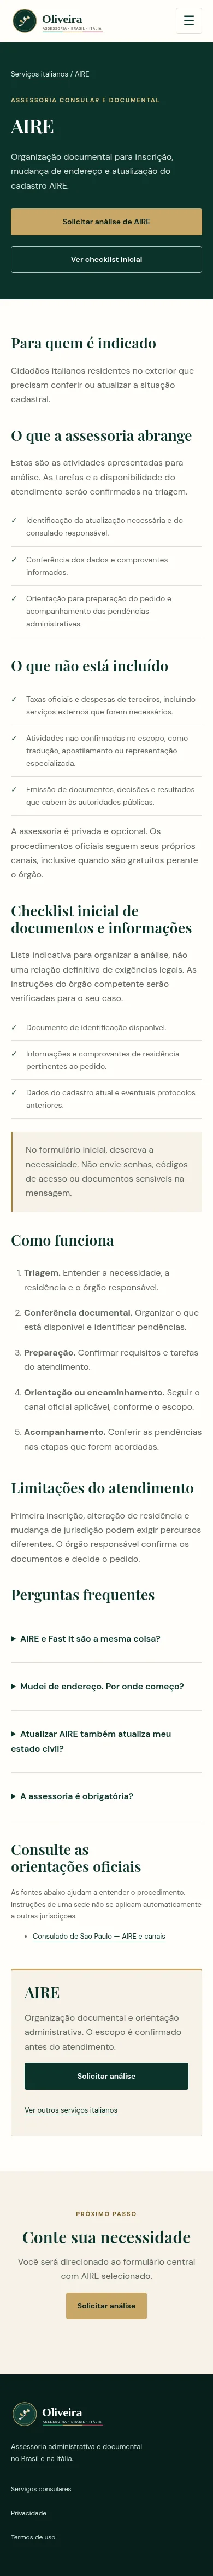 Oliveira
ASSESSORIA • BRASIL • ITÁLIA
☰
Serviços italianos / AIRE
ASSESSORIA CONSULAR E DOCUMENTAL
AIRE
Organização documental para inscrição,
mudança de endereço e atualização do
cadastro AIRE.
Solicitar análise de AIRE
Ver checklist inicial
Para quem é indicado
Cidadãos italianos residentes no exterior que
precisam conferir ou atualizar a situação
cadastral.
O que a assessoria abrange
Estas são as atividades apresentadas para
análise. As tarefas e a disponibilidade do
atendimento serão confirmadas na triagem.
✓ Identificação da atualização necessária e do
consulado responsável.
✓ Conferência dos dados e comprovantes
informados.
✓ Orientação para preparação do pedido e
acompanhamento das pendências
administrativas.
O que não está incluído
✓ Taxas oficiais e despesas de terceiros, incluindo
serviços externos que forem necessários.
✓ Atividades não confirmadas no escopo, como
tradução, apostilamento ou representação
especializada.
✓ Emissão de documentos, decisões e resultados
que cabem às autoridades públicas.
A assessoria é privada e opcional. Os
procedimentos oficiais seguem seus próprios
canais, inclusive quando são gratuitos perante
o órgão.
Checklist inicial de
documentos e informações
Lista indicativa para organizar a análise, não
uma relação definitiva de exigências legais. As
instruções do órgão competente serão
verificadas para o seu caso.
✓ Documento de identificação disponível.
✓ Informações e comprovantes de residência
pertinentes ao pedido.
✓ Dados do cadastro atual e eventuais protocolos
anteriores.
No formulário inicial, descreva a
necessidade. Não envie senhas, códigos
de acesso ou documentos sensíveis na
mensagem.
Como funciona
1. Triagem. Entender a necessidade, a
residência e o órgão responsável.
2. Conferência documental. Organizar o que
está disponível e identificar pendências.
3. Preparação. Confirmar requisitos e tarefas
do atendimento.
4. Orientação ou encaminhamento. Seguir o
canal oficial aplicável, conforme o escopo.
5. Acompanhamento. Conferir as pendências
nas etapas que forem acordadas.
Limitações do atendimento
Primeira inscrição, alteração de residência e
mudança de jurisdição podem exigir percursos
diferentes. O órgão responsável confirma os
documentos e decide o pedido.
Perguntas frequentes
▶ AIRE e Fast It são a mesma coisa?
▶ Mudei de endereço. Por onde começo?
▶ Atualizar AIRE também atualiza meu
estado civil?
▶ A assessoria é obrigatória?
Consulte as
orientações oficiais
As fontes abaixo ajudam a entender o procedimento.
Instruções de uma sede não se aplicam automaticamente
a outras jurisdições.
• Consulado de São Paulo — AIRE e canais
AIRE
Organização documental e orientação
administrativa. O escopo é confirmado
antes do atendimento.
Solicitar análise
Ver outros serviços italianos
PRÓXIMO PASSO
Conte sua necessidade
Você será direcionado ao formulário central
com AIRE selecionado.
Solicitar análise
Oliveira
ASSESSORIA • BRASIL • ITÁLIA
Assessoria administrativa e documental
no Brasil e na Itália.
Serviços consulares
Privacidade
Termos de uso